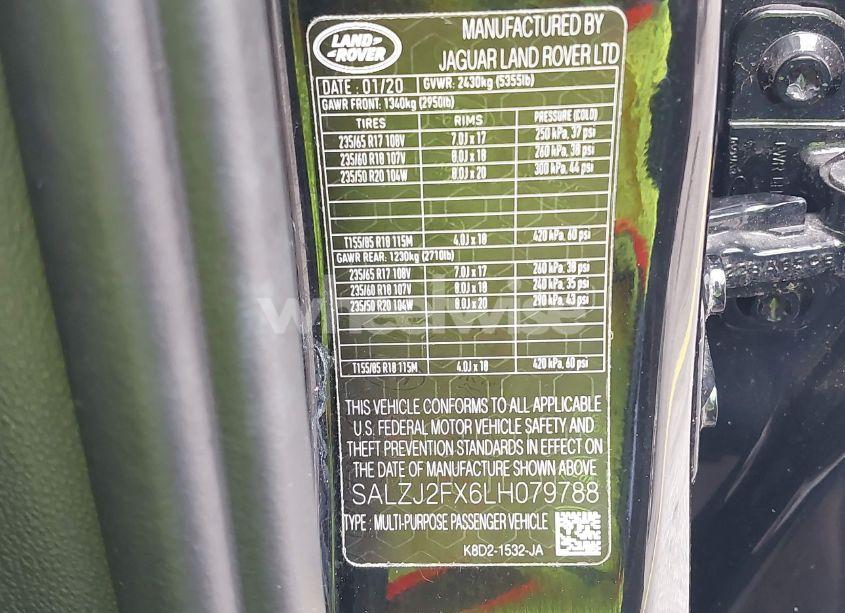 LAND ROVER
MANUFACTURED BY
JAGUAR LAND ROVER LTD
DATE : 01/20 GVWR: 2430kg (5355lb)
GAWR FRONT: 1340kg (2950lb)
TIRES RIMS PRESSURE (COLD)
235/65 R17 108V 7.0J x 17 250 kPa, 37 psi
235/60 R18 107V 8.0J x 18 260 kPa, 38 psi
235/50 R20 104W 8.0J x 20 300 kPa, 44 psi
T155/85 R18 115M 4.0J x 18 420 kPa, 60 psi
GAWR REAR: 1230kg (2710lb)
235/65 R17 108V 7.0J x 17 260 kPa, 38 psi
235/60 R18 107V 8.0J x 18 240 kPa, 35 psi
235/50 R20 104W 8.0J x 20 290 kPa, 43 psi
wheelwise
T155/85 R18 115M 4.0J x 18 420 kPa, 60 psi
THIS VEHICLE CONFORMS TO ALL APPLICABLE
U.S. FEDERAL MOTOR VEHICLE SAFETY AND
THEFT PREVENTION STANDARDS IN EFFECT ON
THE DATE OF MANUFACTURE SHOWN ABOVE
SALZJ2FX6LH079788
TYPE : MULTI-PURPOSE PASSENGER VEHICLE
K8D2-1532-JA